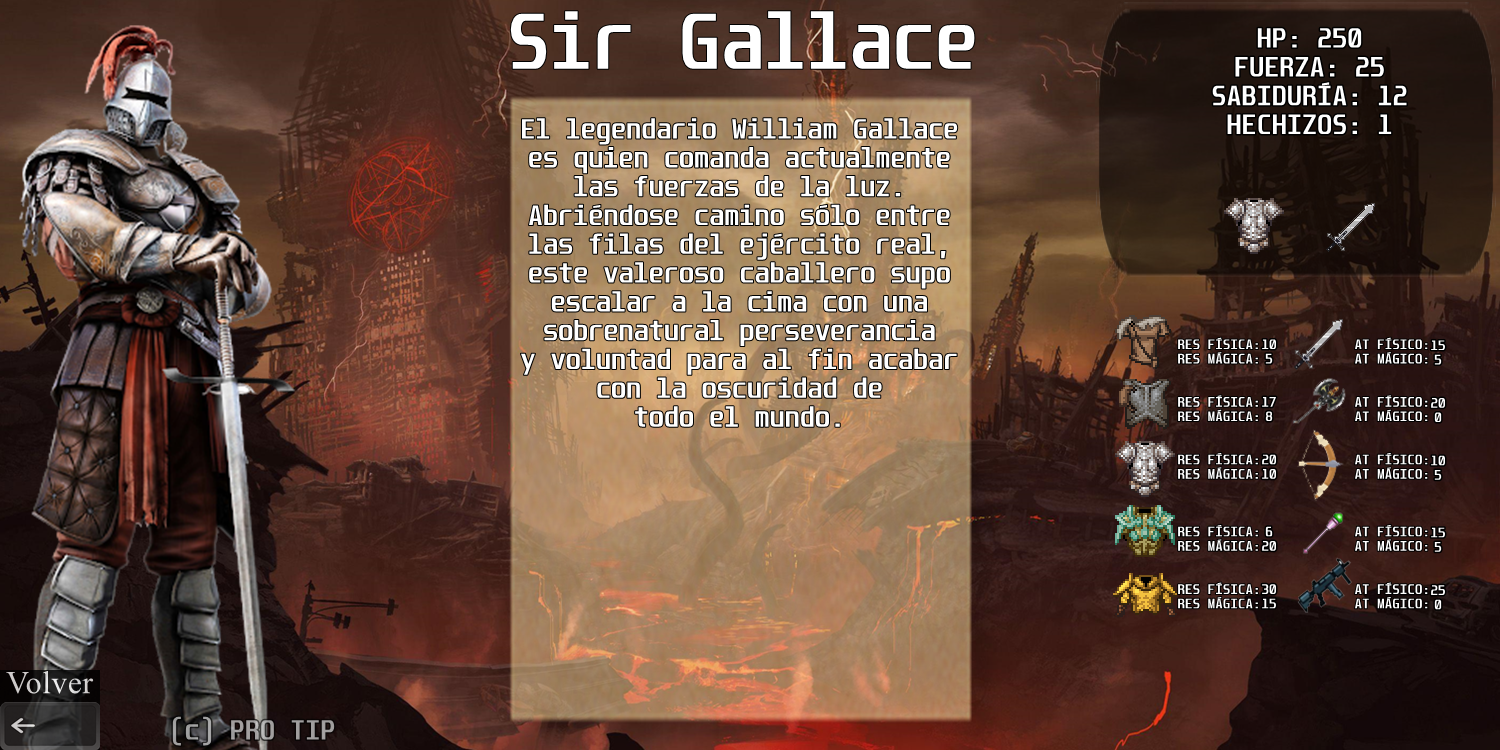 Sir Gallace
El legendario William Gallace
es quien comanda actualmente
las fuerzas de la luz.
Abriéndose camino sólo entre
las filas del ejército real,
este valeroso caballero supo
escalar a la cima con una
sobrenatural perseverancia
y voluntad para al fin acabar
con la oscuridad de
todo el mundo.
HP: 250
FUERZA: 25
SABIDURÍA: 12
HECHIZOS: 1
RES FÍSICA:10
RES MÁGICA: 5
AT FÍSICO:15
AT MÁGICO: 5
RES FÍSICA:17
RES MÁGICA: 8
AT FÍSICO:20
AT MÁGICO: 0
RES FÍSICA:20
RES MÁGICA:10
AT FÍSICO:10
AT MÁGICO: 5
RES FÍSICA: 6
RES MÁGICA:20
AT FÍSICO:15
AT MÁGICO: 5
RES FÍSICA:30
RES MÁGICA:15
AT FÍSICO:25
AT MÁGICO: 0
Volver
(c) PRO TIP